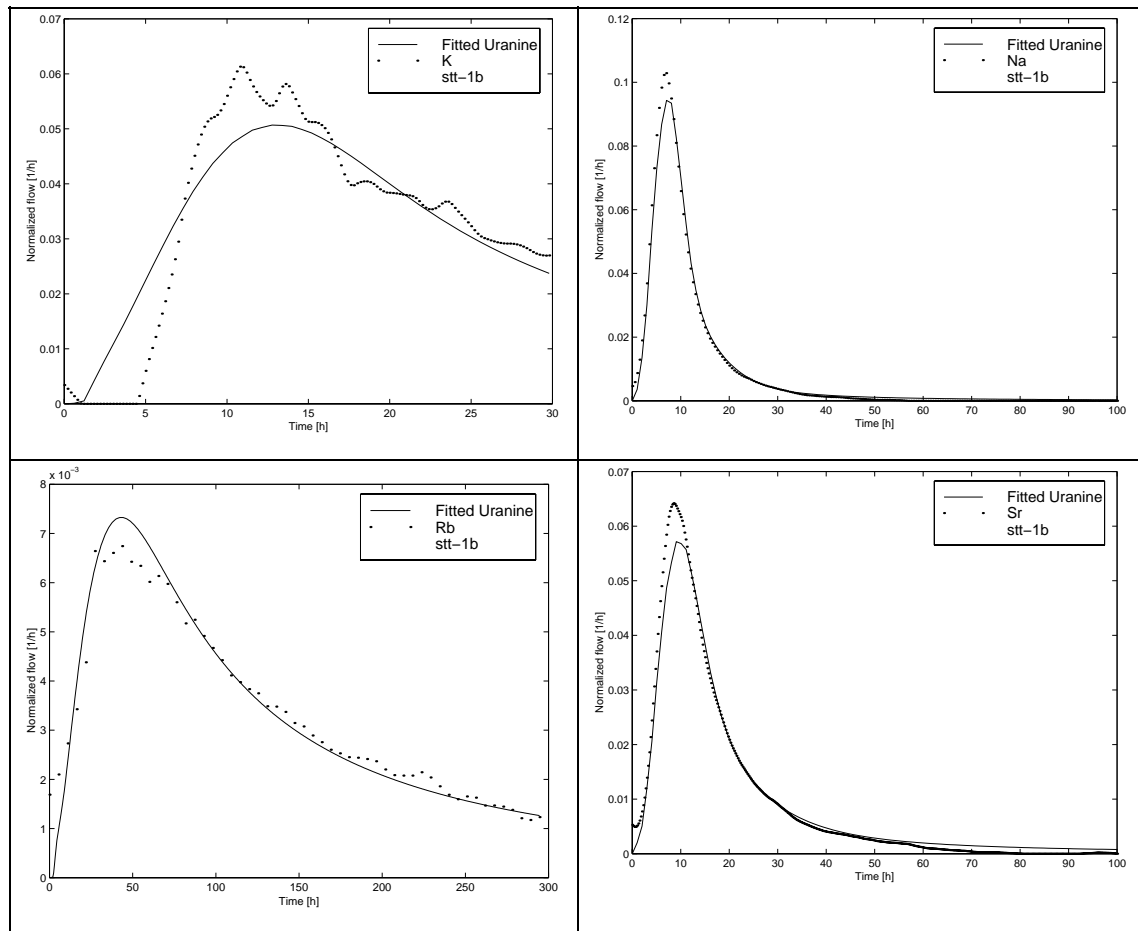 0.07
0.06
0.05
0.04
0.03
0.02
0.01
0
Normalized flow [1/h]
0 5 10 15 20 25 30
Time [h]
Fitted Uranine
K
stt−1b
0.12
0.1
0.08
0.06
0.04
0.02
0
Normalized flow [1/h]
0 10 20 30 40 50 60 70 80 90 100
Time [h]
Fitted Uranine
Na
stt−1b
x 10−3
8
7
6
5
4
3
2
1
0
Normalized flow [1/h]
0 50 100 150 200 250 300
Time [h]
Fitted Uranine
Rb
stt−1b
0.07
0.06
0.05
0.04
0.03
0.02
0.01
0
Normalized flow [1/h]
0 10 20 30 40 50 60 70 80 90 100
Time [h]
Fitted Uranine
Sr
stt−1b